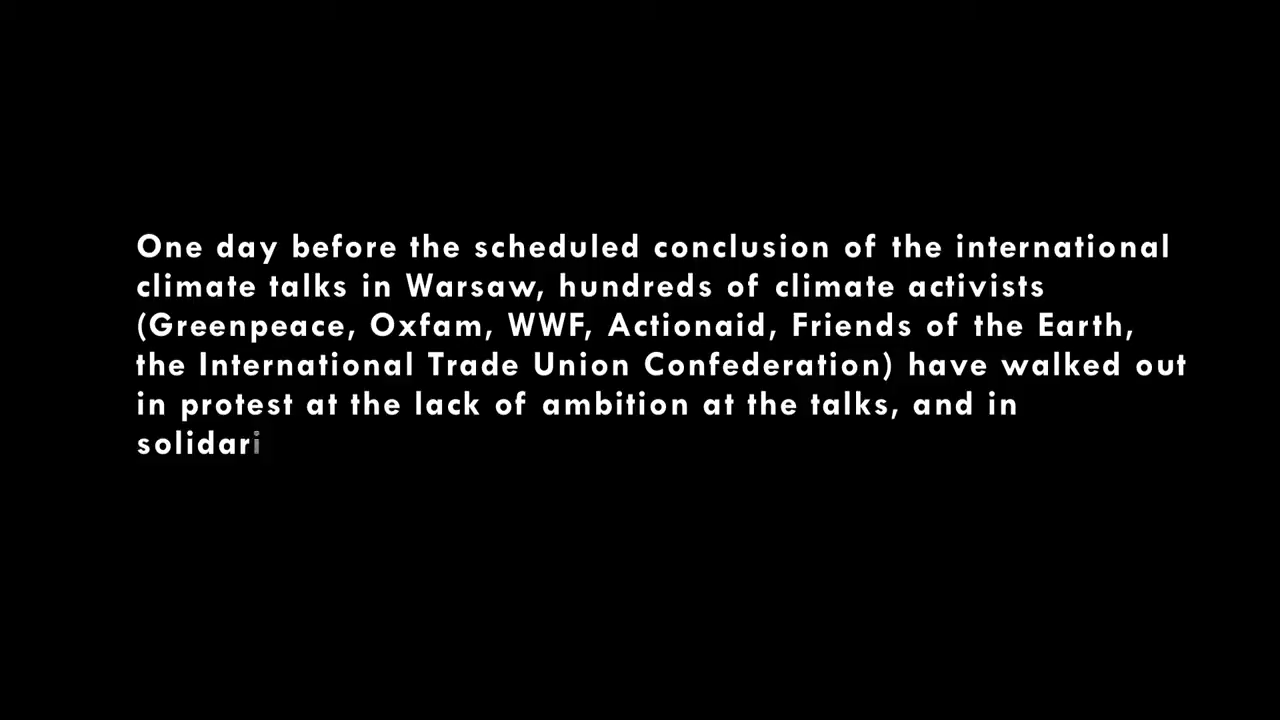 One day before the scheduled conclusion of the international
climate talks in Warsaw, hundreds of climate activists
(Greenpeace, Oxfam, WWF, Actionaid, Friends of the Earth,
the International Trade Union Confederation) have walked out
in protest at the lack of ambition at the talks, and in
solidari